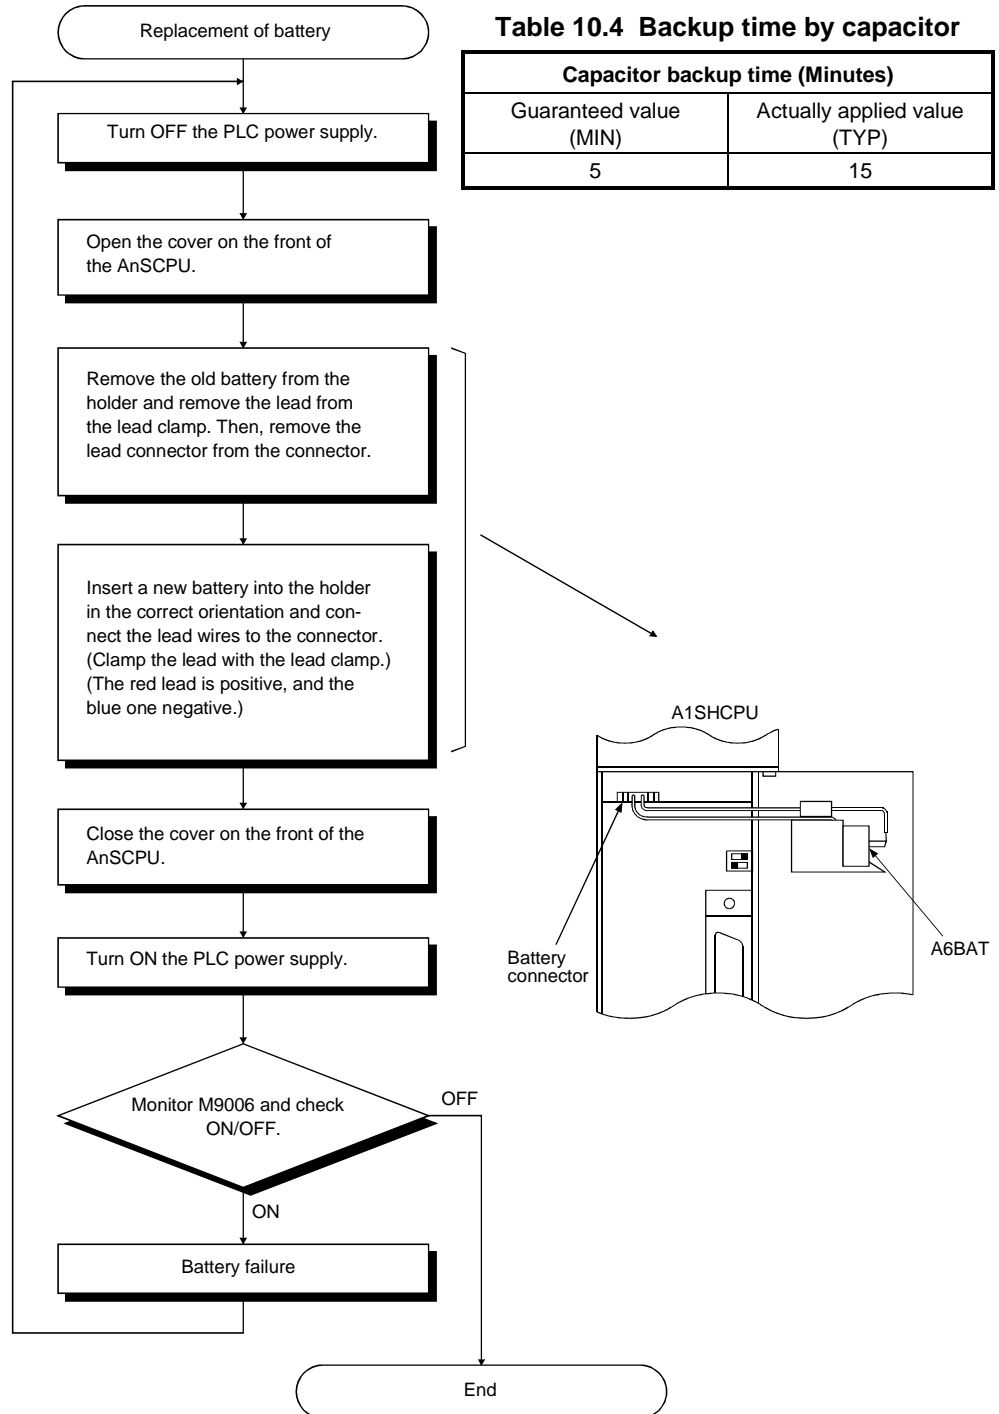 Replacement of battery
Turn OFF the PLC power supply.
Open the cover on the front of
the AnSCPU.
Remove the old battery from the
holder and remove the lead from
the lead clamp. Then, remove the
lead connector from the connector.
Insert a new battery into the holder
in the correct orientation and con-
nect the lead wires to the connector.
(Clamp the lead with the lead clamp.)
(The red lead is positive, and the
blue one negative.)
Close the cover on the front of the
AnSCPU.
Turn ON the PLC power supply.
Monitor M9006 and check
ON/OFF.
OFF
ON
Battery failure
End
Table 10.4 Backup time by capacitor
Capacitor backup time (Minutes)
Guaranteed value
(MIN)
Actually applied value
(TYP)
5
15
A1SHCPU
Battery
connector
A6BAT